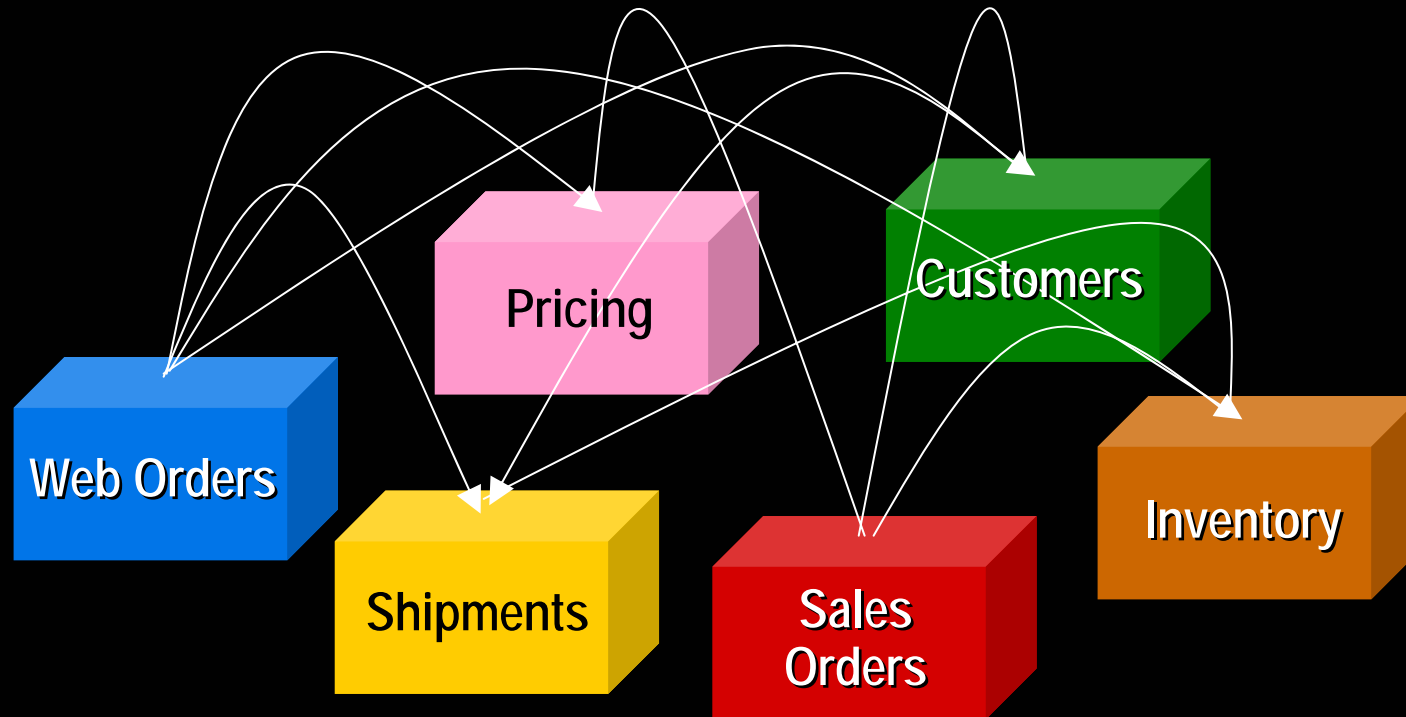 Pricing
Customers
Web Orders
Inventory
Shipments
Sales
Orders